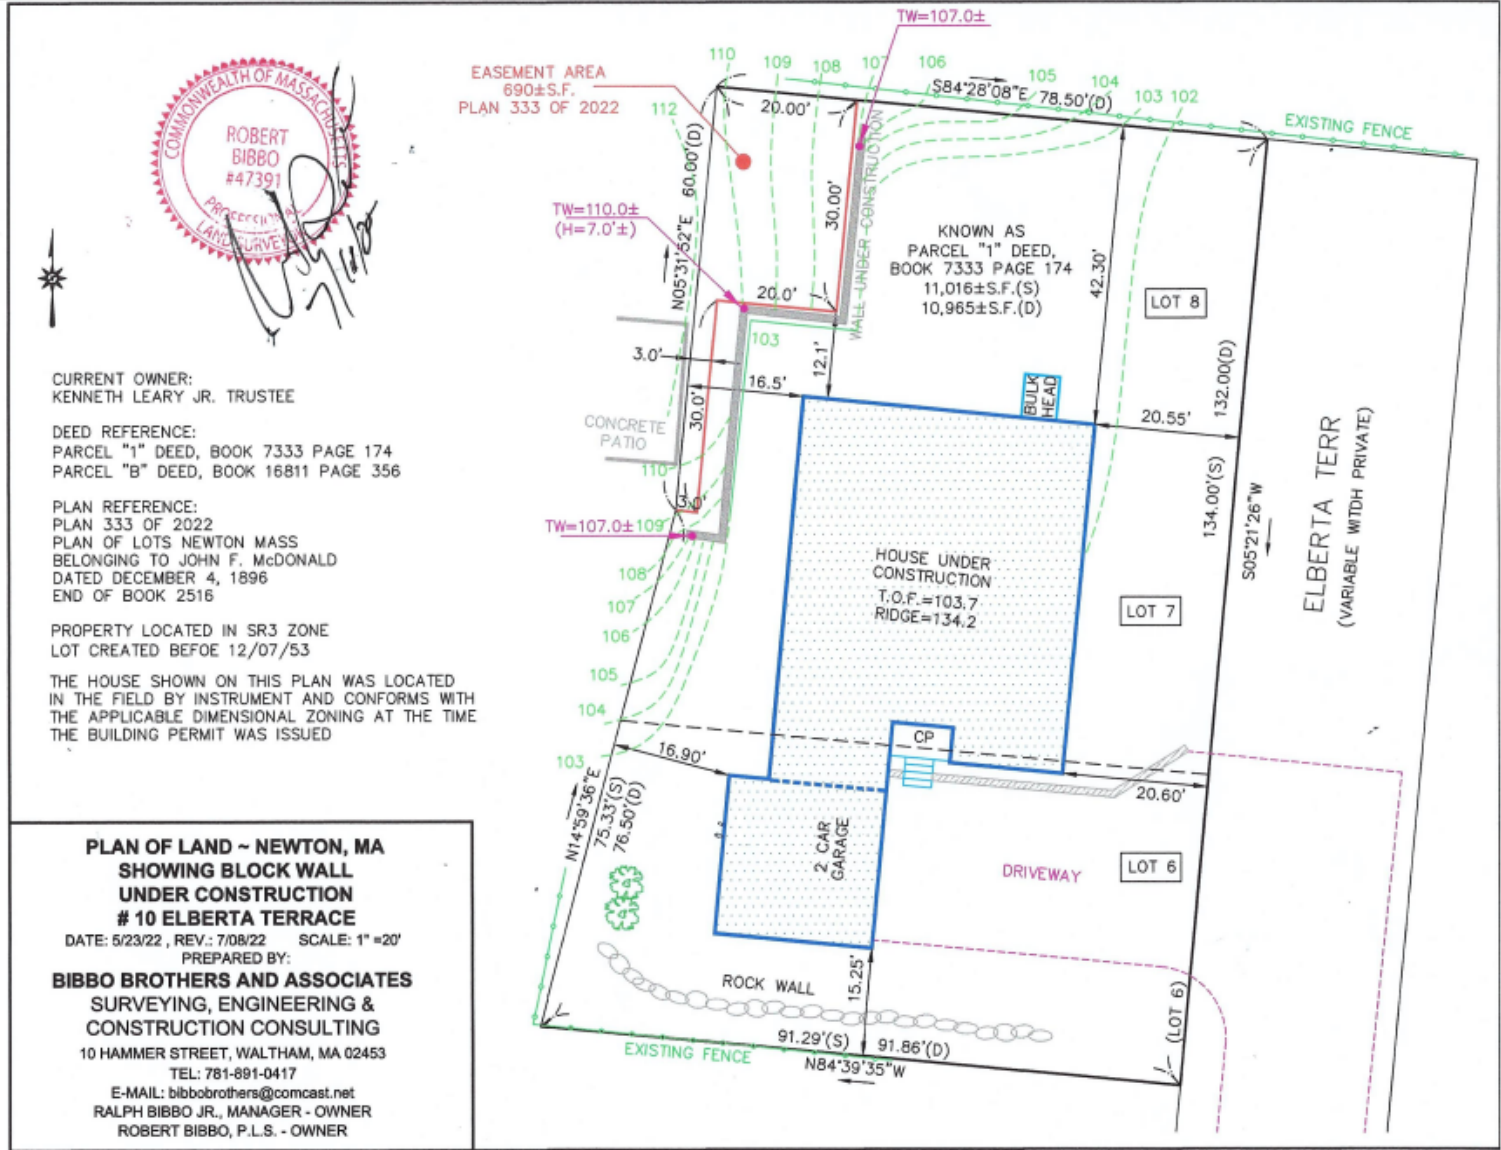 COMMONWEALTH OF MASSACHUSETTS
ROBERT
BIBBO
#47391
PROFESSIONAL
LAND SURVEYOR
CURRENT OWNER:
KENNETH LEARY JR. TRUSTEE
DEED REFERENCE:
PARCEL "1" DEED, BOOK 7333 PAGE 174
PARCEL "B" DEED, BOOK 16811 PAGE 356
PLAN REFERENCE:
PLAN 333 OF 2022
PLAN OF LOTS NEWTON MASS
BELONGING TO JOHN F. McDONALD
DATED DECEMBER 4, 1896
END OF BOOK 2516
PROPERTY LOCATED IN SR3 ZONE
LOT CREATED BEFOE 12/07/53
THE HOUSE SHOWN ON THIS PLAN WAS LOCATED
IN THE FIELD BY INSTRUMENT AND CONFORMS WITH
THE APPLICABLE DIMENSIONAL ZONING AT THE TIME
THE BUILDING PERMIT WAS ISSUED
PLAN OF LAND ~ NEWTON, MA
SHOWING BLOCK WALL
UNDER CONSTRUCTION
# 10 ELBERTA TERRACE
DATE: 5/23/22 , REV.: 7/08/22 SCALE: 1" =20'
PREPARED BY:
BIBBO BROTHERS AND ASSOCIATES
SURVEYING, ENGINEERING &
CONSTRUCTION CONSULTING
10 HAMMER STREET, WALTHAM, MA 02453
TEL: 781-891-0417
E-MAIL: bibbobrothers@comcast.net
RALPH BIBBO JR., MANAGER - OWNER
ROBERT BIBBO, P.L.S. - OWNER
TW=107.0±
EASEMENT AREA
690±S.F.
PLAN 333 OF 2022
110
109
108
107
106
105
104
103
102
112
S84°28'08"E 78.50'(D)
EXISTING FENCE
20.00'
N05°31'52"E 60.00'(D)
30.00'
WALL UNDER CONSTRUCTION
TW=110.0±
(H=7.0'±)
20.0'
KNOWN AS
PARCEL "1" DEED,
BOOK 7333 PAGE 174
11,016±S.F.(S)
10,965±S.F.(D)
42.30'
LOT 8
103
3.0'
12.1'
16.5'
30.0'
BULK
HEAD
20.55'
132.00(D)
134.00'(S)
S05°21'26"W
ELBERTA TERR
(VARIABLE WITDH PRIVATE)
CONCRETE
PATIO
110
3.0'
TW=107.0±
109
108
107
106
105
104
103
HOUSE UNDER
CONSTRUCTION
T.O.F.=103.7
RIDGE=134.2
LOT 7
CP
16.90'
20.60'
N14°59'36"E
75.33'(S)
76.50'(D)
2 CAR
GARAGE
DRIVEWAY
LOT 6
ROCK WALL
15.25'
(LOT 6)
91.29'(S) 91.86'(D)
N84°39'35"W
EXISTING FENCE